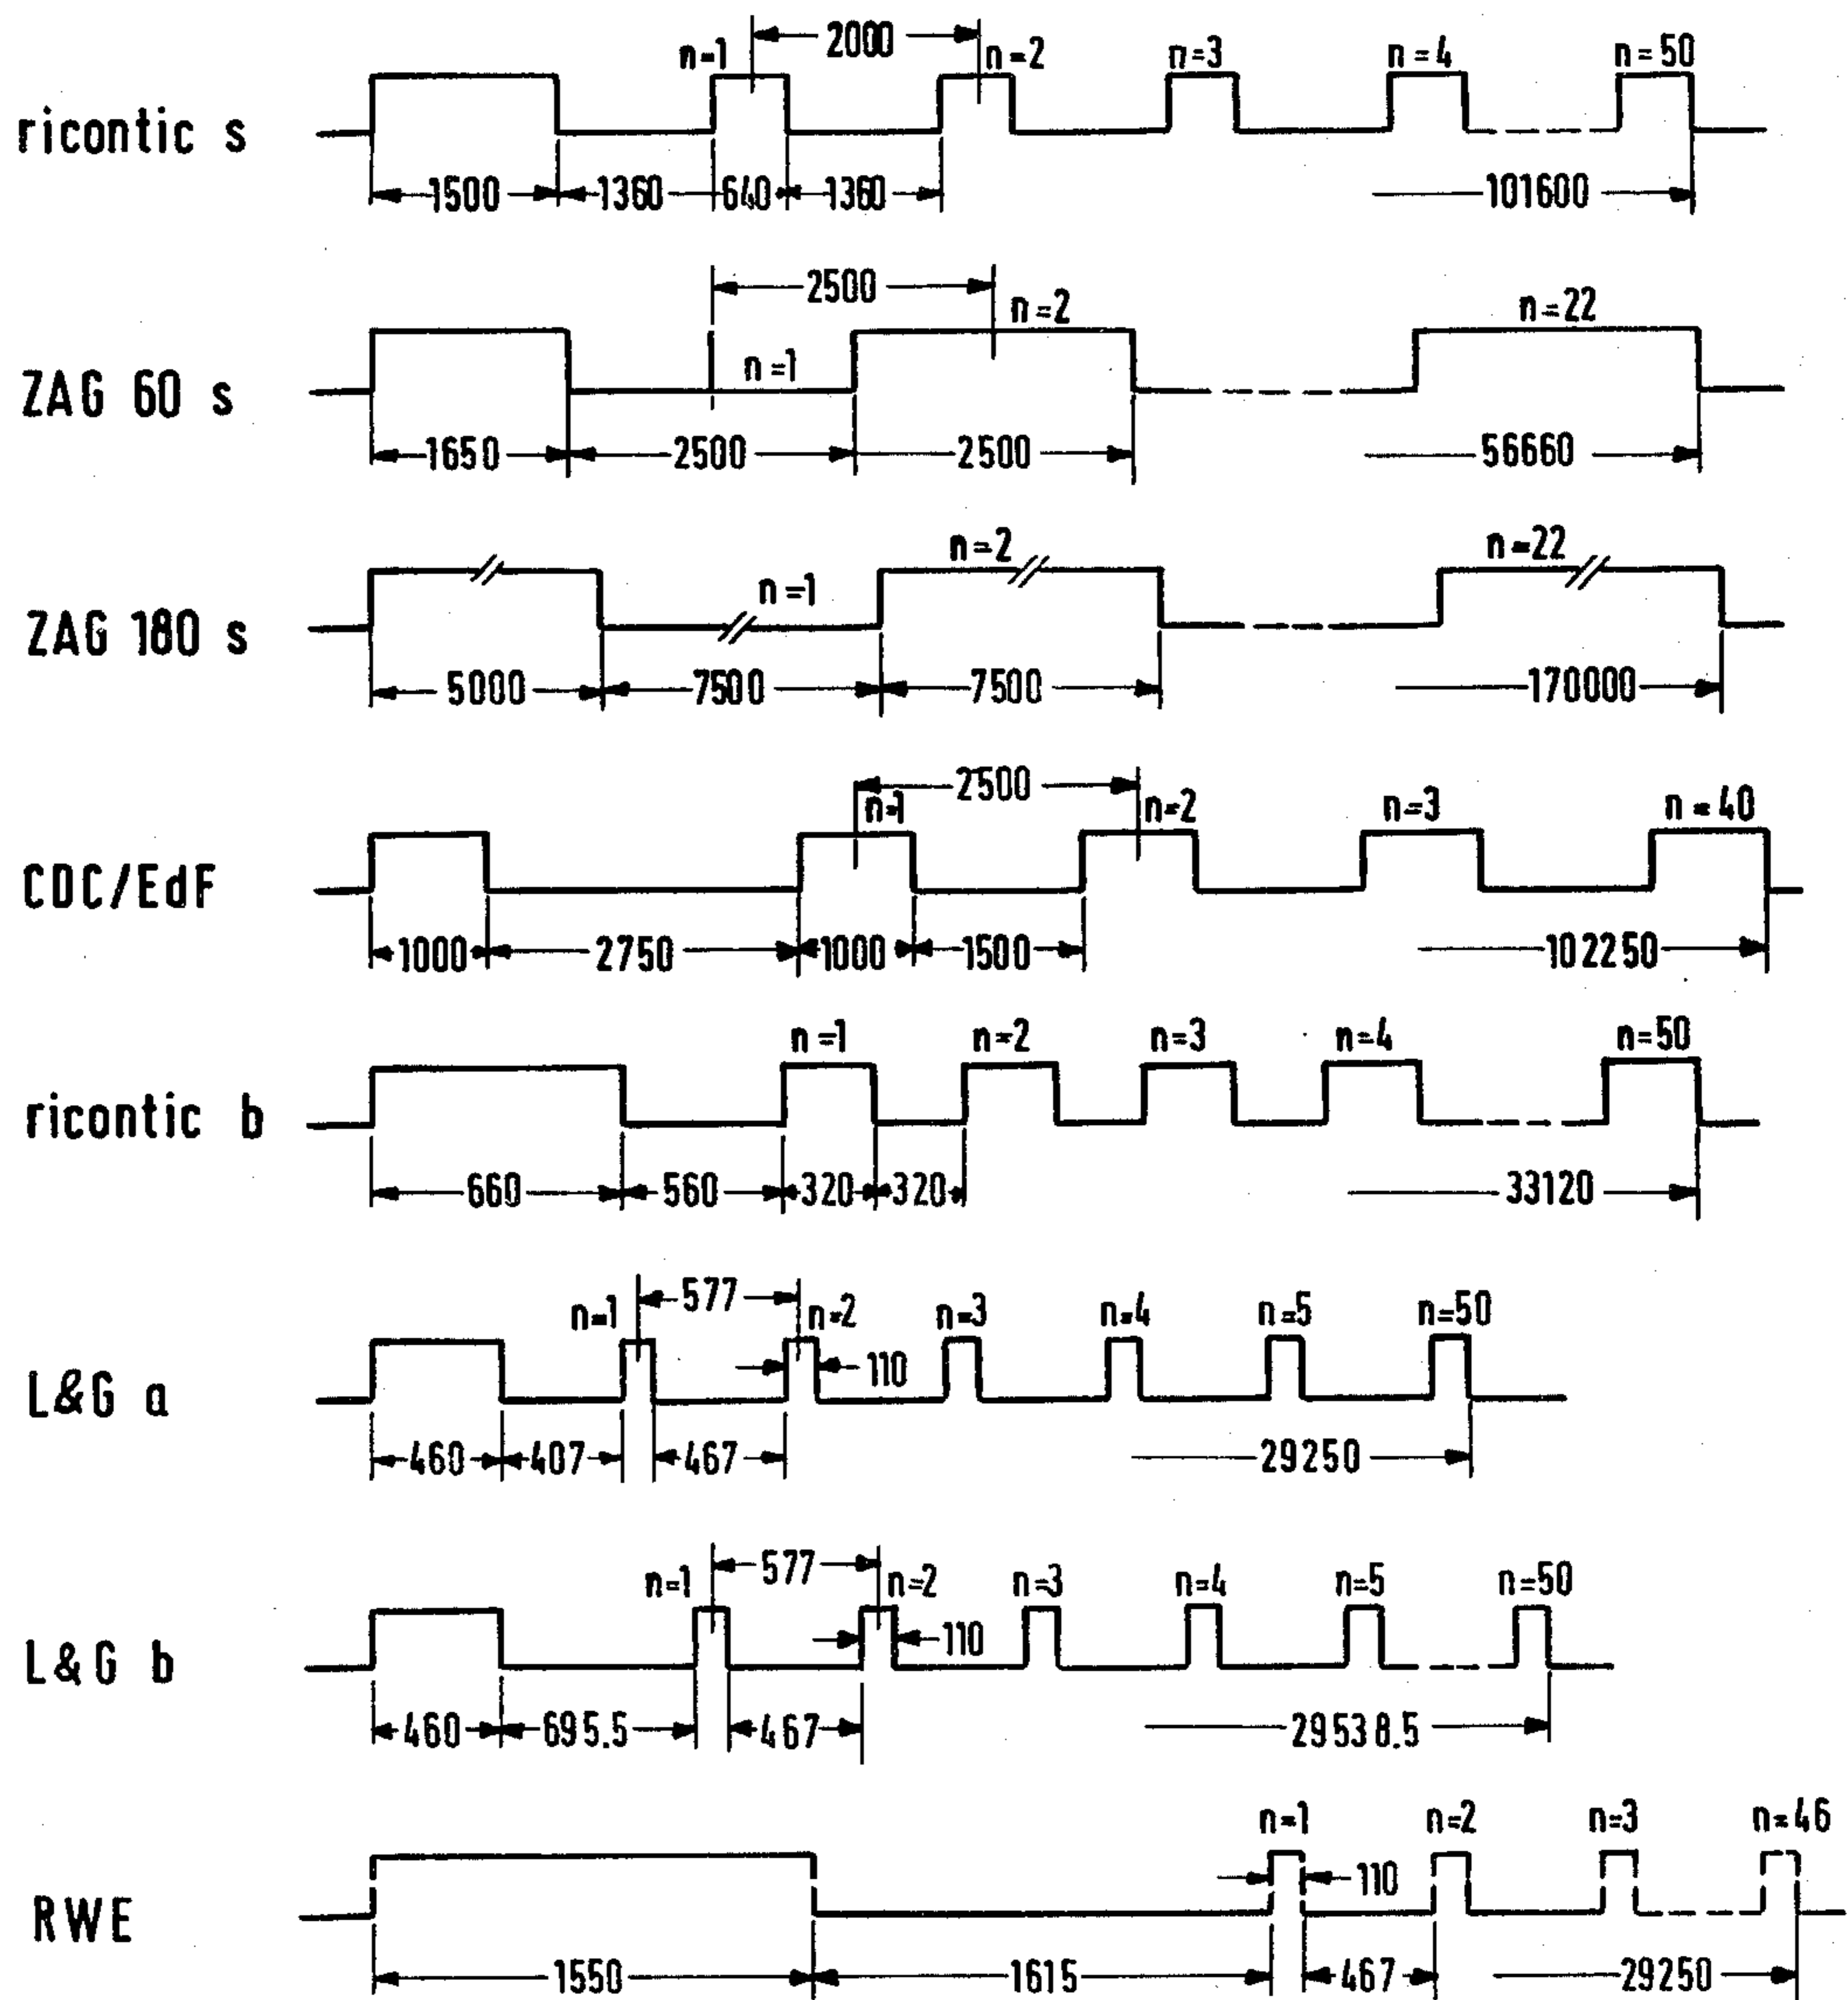 2000
n=1 n=2 n=3 n=4 n=50
ricontic s
1500 1360 640 1360 101600
2500
n=2 n=22
n=1
ZAG 60 s
1650 2500 2500 56660
n=2 n=22
n=1
ZAG 180 s
5000 7500 7500 170000
2500
n=1 n=2 n=3 n=40
CDC/EdF
1000 2750 1000 1500 102250
n=1 n=2 n=3 n=4 n=50
ricontic b
660 560 320 320 33120
577
n=1 n=2 n=3 n=4 n=5 n=50
110
L&G a
460 407 467 29250
577
n=1 n=2 n=3 n=4 n=5 n=50
110
L&G b
460 695.5 467 29538.5
n=1 n=2 n=3 n=46
110
RWE
1550 1615 467 29250